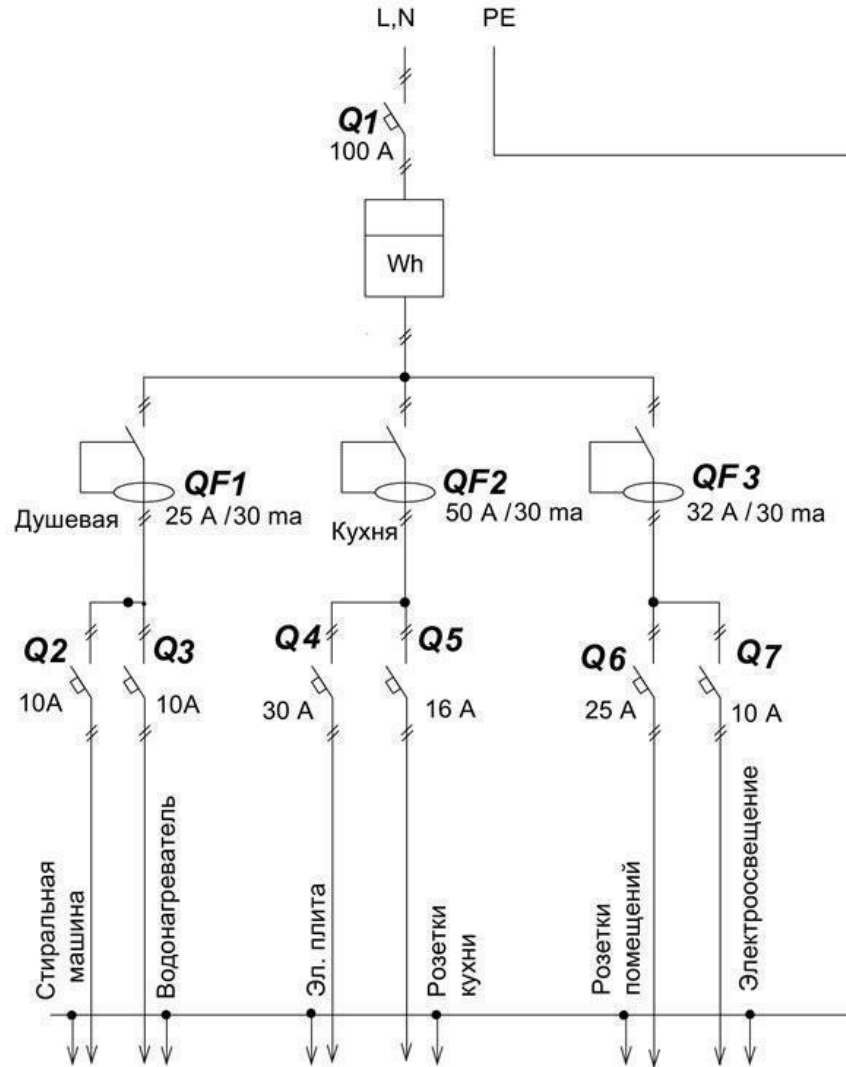 L,N
PE
Q1
100 A
Wh
QF1
25 A / 30 ma
Душевая
QF2
50 A / 30 ma
Кухня
QF3
32 A / 30 ma
Q2
10A
Q3
10A
Q4
30 A
Q5
16 A
Q6
25 A
Q7
10 A
Стиральная
машина
Водонагреватель
Эл. плита
Розетки
кухни
Розетки
помещений
Электроосвещение